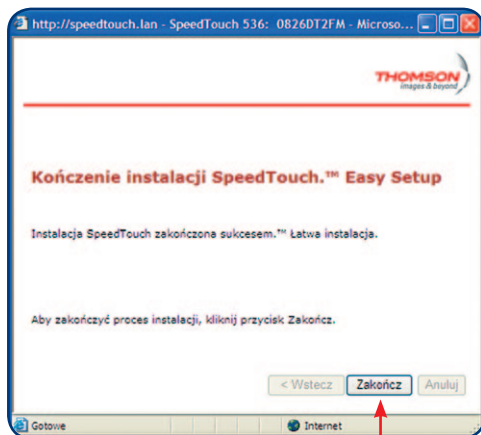 http://speedtouch.lan - SpeedTouch 536: 0826DT2FM - Microso...
THOMSON
images & beyond
Kończenie instalacji SpeedTouch.™ Easy Setup
Instalacja SpeedTouch zakończona sukcesem.™ Łatwa instalacja.
Aby zakończyć proces instalacji, kliknij przycisk Zakończ.
< Wstecz Zakończ Anuluj
Gotowe Internet